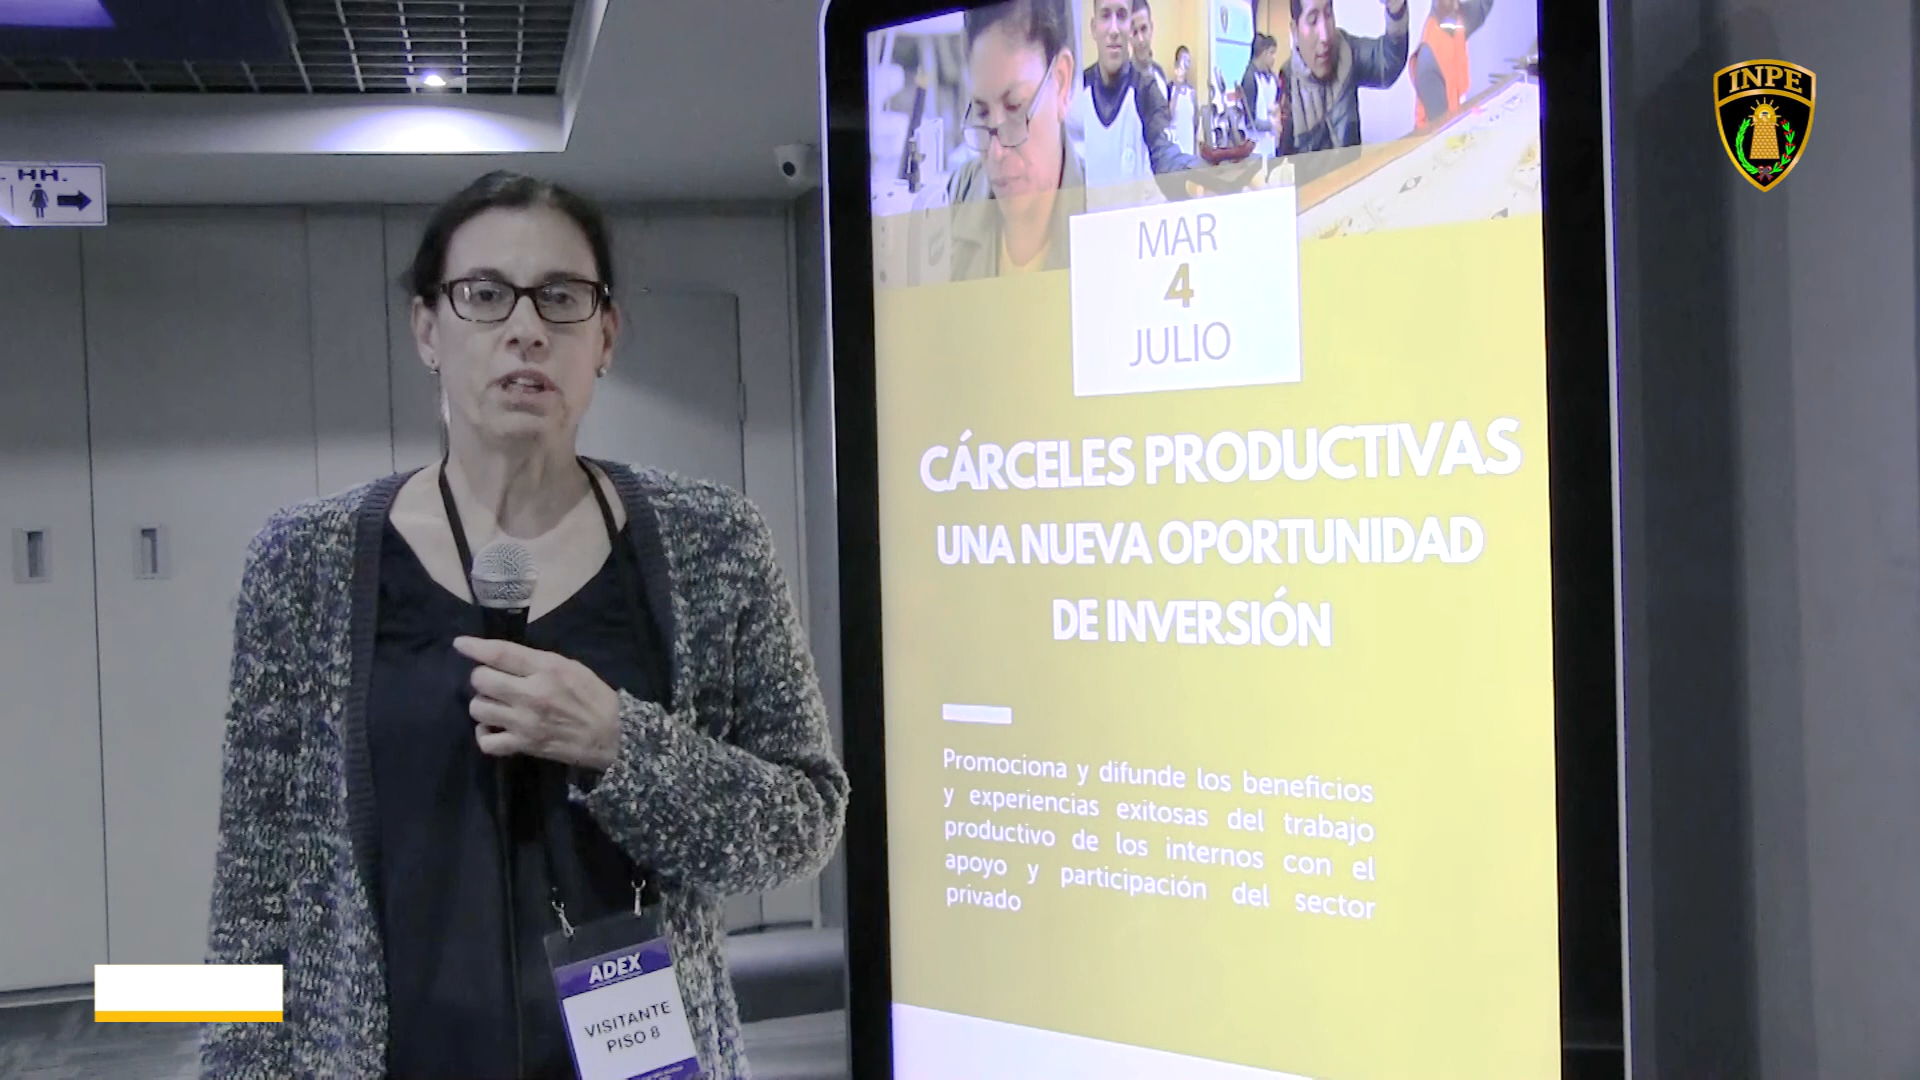 INPE
HH.
MAR
4
JULIO
CÁRCELES PRODUCTIVAS
UNA NUEVA OPORTUNIDAD
DE INVERSIÓN
Promociona y difunde los beneficios
y experiencias exitosas del trabajo
productivo de los internos con el
apoyo y participación del sector
privado
ADEX
VISITANTE
PISO 8